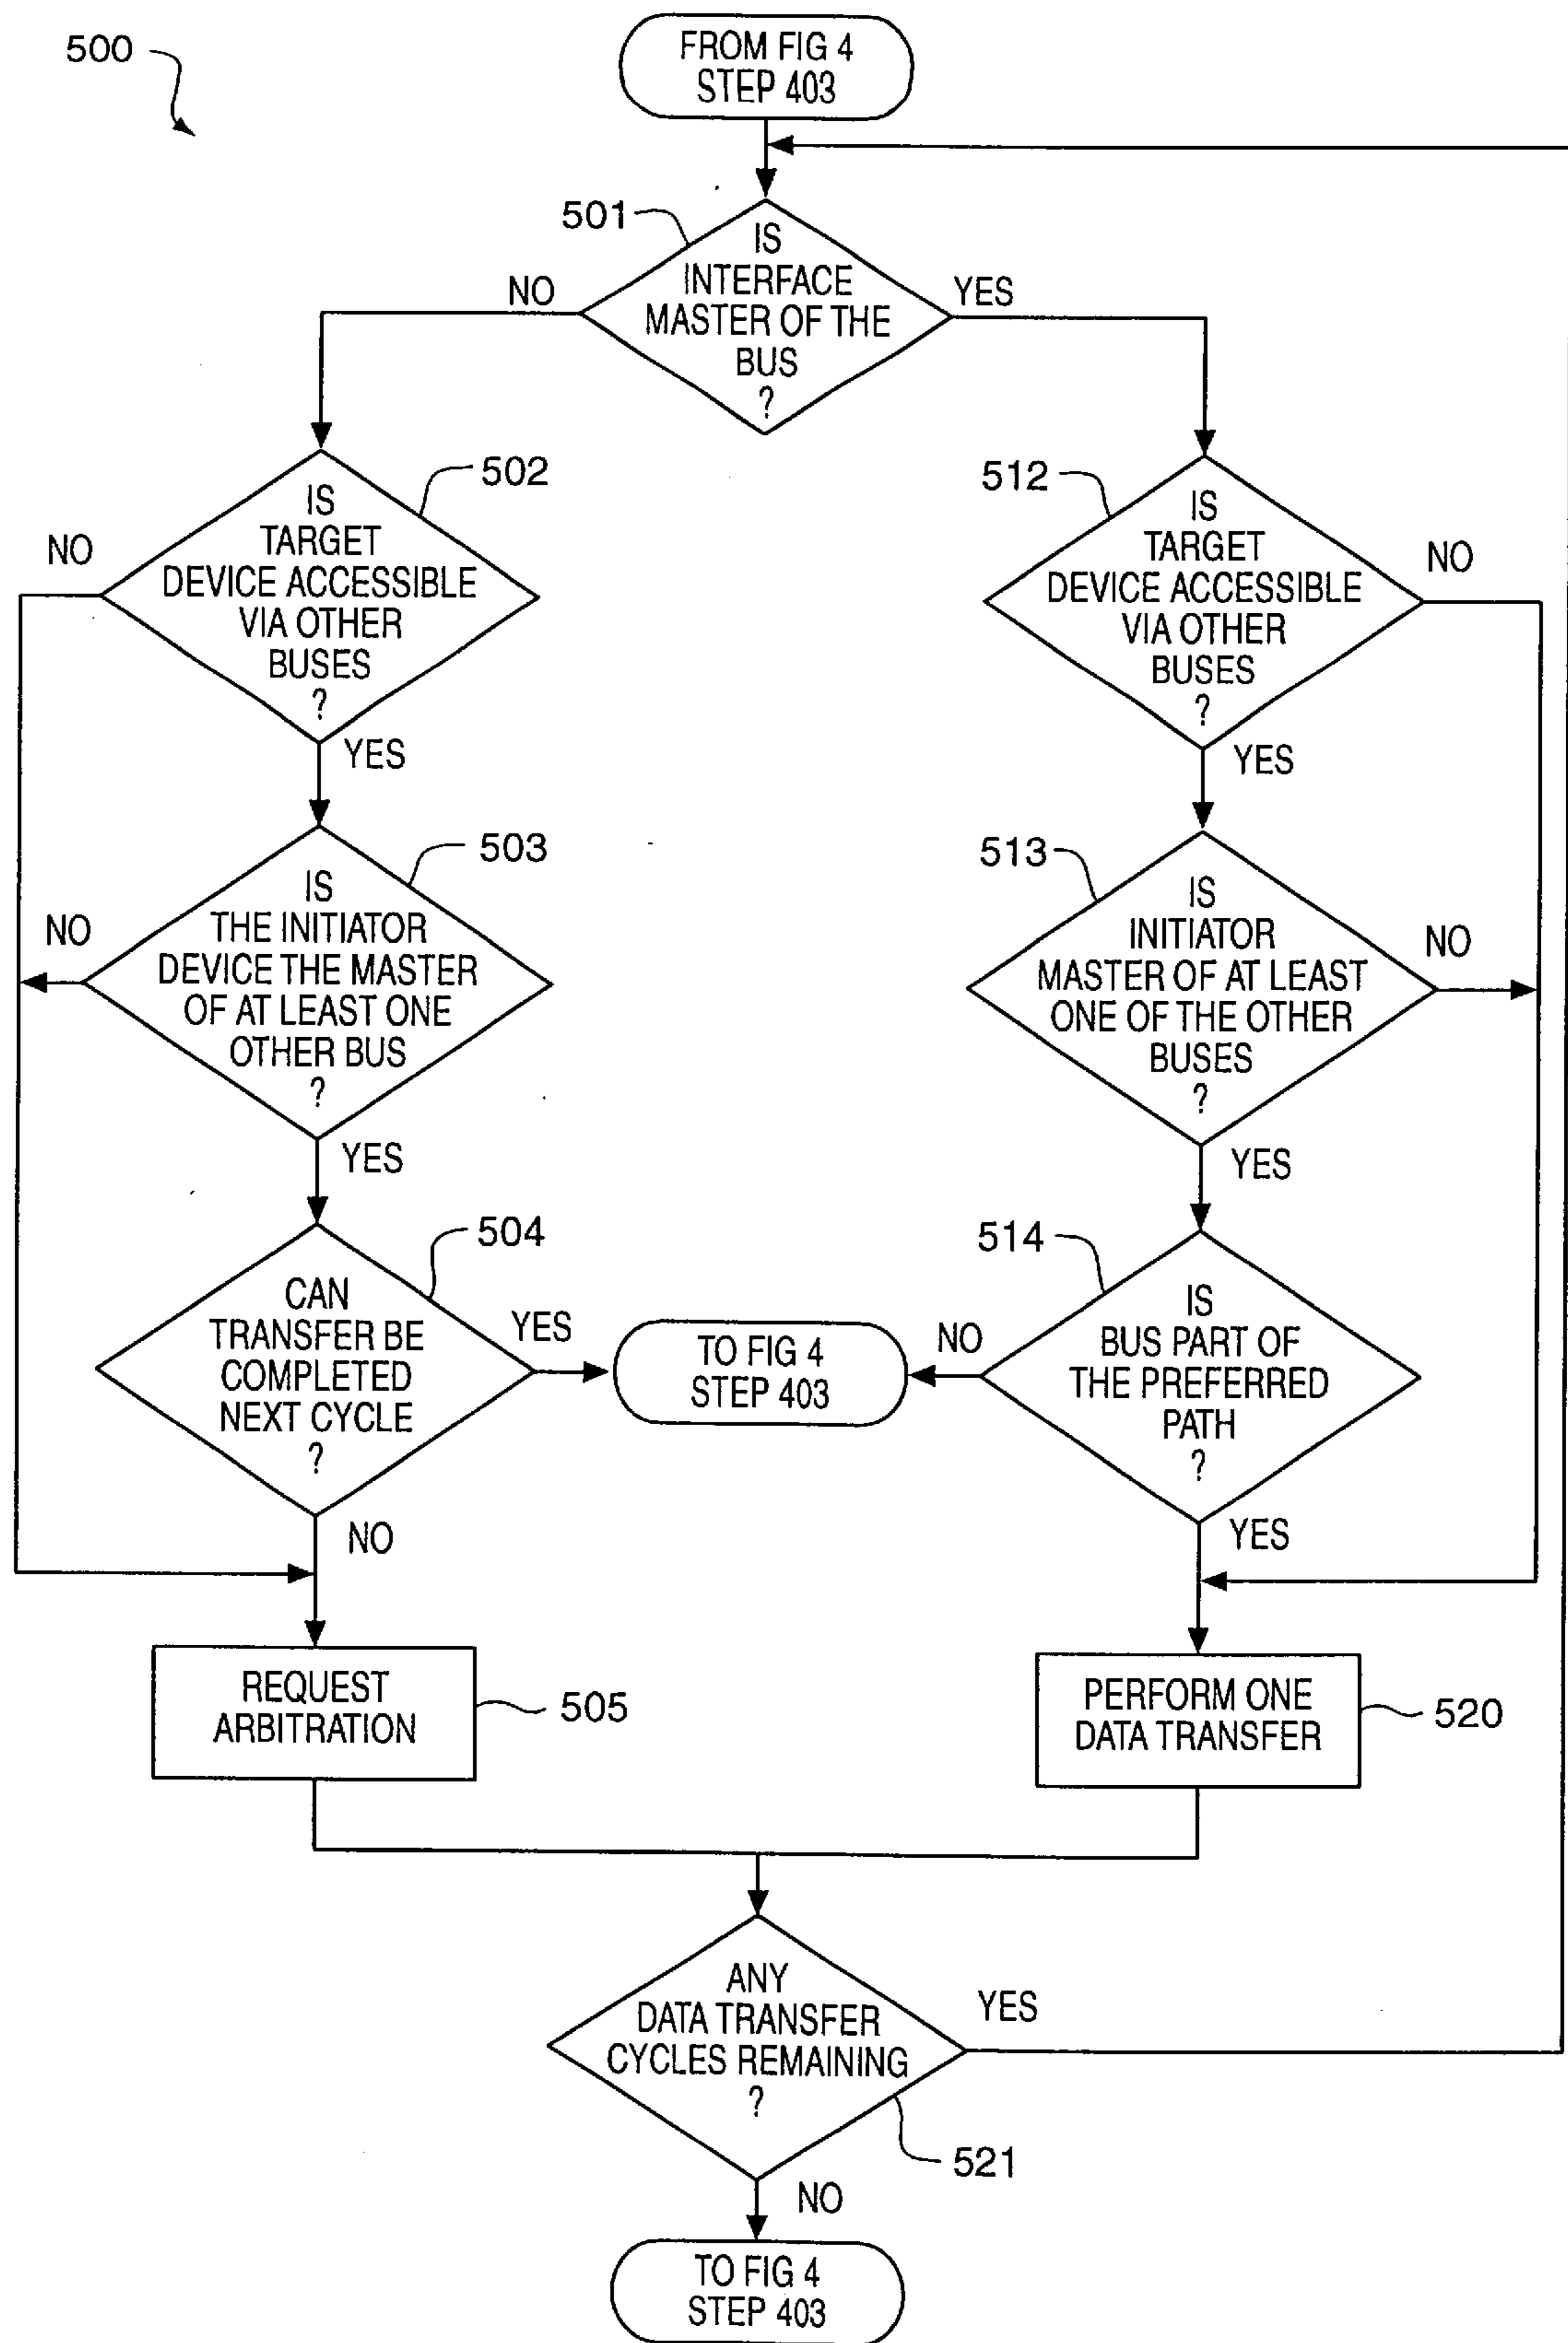 500
FROM FIG 4
STEP 403
501
IS
INTERFACE
MASTER OF THE
BUS
?
NO
YES
502
IS
TARGET
DEVICE ACCESSIBLE
VIA OTHER
BUSES
?
NO
YES
512
IS
TARGET
DEVICE ACCESSIBLE
VIA OTHER
BUSES
?
NO
YES
503
IS
THE INITIATOR
DEVICE THE MASTER
OF AT LEAST ONE
OTHER BUS
?
NO
YES
513
IS
INITIATOR
MASTER OF AT LEAST
ONE OF THE OTHER
BUSES
?
NO
YES
504
CAN
TRANSFER BE
COMPLETED
NEXT CYCLE
?
YES
NO
TO FIG 4
STEP 403
514
IS
BUS PART OF
THE PREFERRED
PATH
?
NO
YES
REQUEST
ARBITRATION
505
PERFORM ONE
DATA TRANSFER
520
ANY
DATA TRANSFER
CYCLES REMAINING
?
YES
521
NO
TO FIG 4
STEP 403